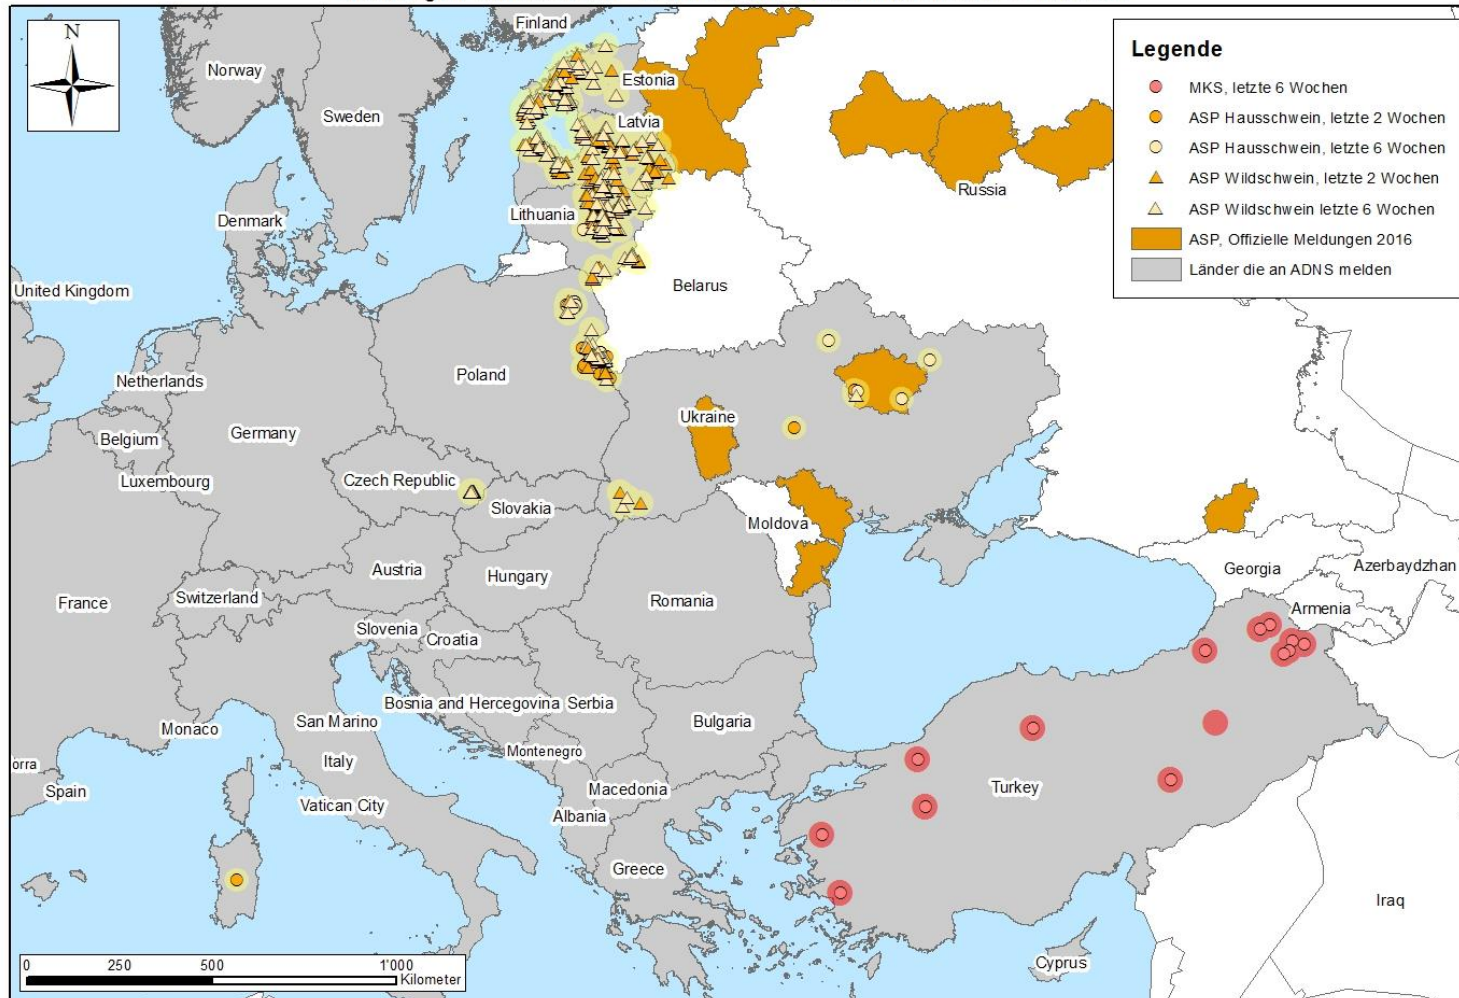 N
Legende
MKS, letzte 6 Wochen
ASP Hausschwein, letzte 2 Wochen
ASP Hausschwein, letzte 6 Wochen
ASP Wildschwein, letzte 2 Wochen
ASP Wildschwein letzte 6 Wochen
ASP, Offizielle Meldungen 2016
Länder die an ADNS melden
Finland
Norway
Estonia
Sweden
Latvia
Russia
Lithuania
Denmark
United Kingdom
Belarus
Netherlands
Poland
Ukraine
Belgium
Germany
Luxembourg
Czech Republic
Slovakia
Moldova
Austria
Hungary
Georgia
Azerbaydzhan
France
Switzerland
Romania
Armenia
Slovenia
Croatia
Bosnia and Hercegovina
Serbia
Monaco
San Marino
Bulgaria
Montenegro
orra
Italy
Spain
Macedonia
Turkey
Vatican City
Albania
Greece
Iraq
Cyprus
0 250 500 1'000
Kilometer